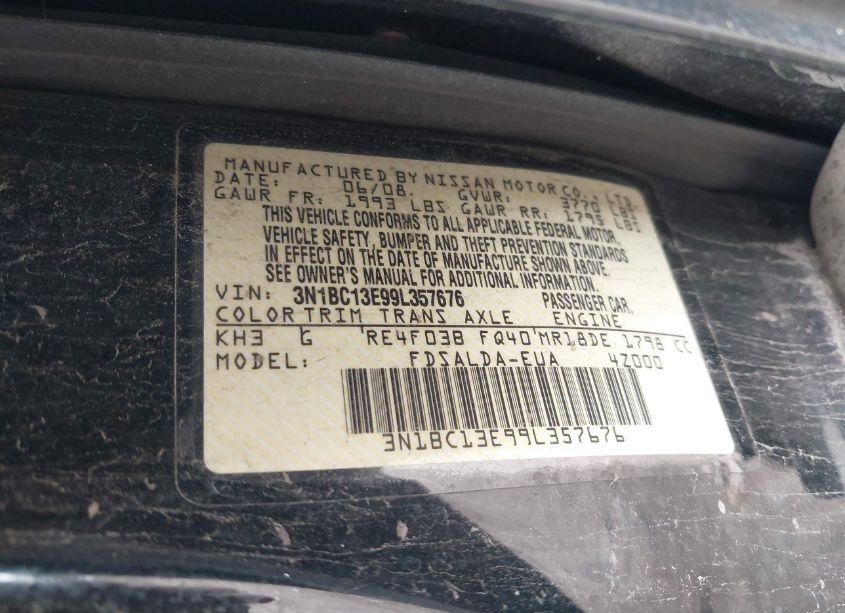 MANUFACTURED BY NISSAN MOTOR CO., LTD.
DATE: 06/08. GVWR: 3770 LBS
GAWR FR: 1993 LBS GAWR RR: 1795 LBS
THIS VEHICLE CONFORMS TO ALL APPLICABLE FEDERAL MOTOR
VEHICLE SAFETY, BUMPER AND THEFT PREVENTION STANDARDS
IN EFFECT ON THE DATE OF MANUFACTURE SHOWN ABOVE.
SEE OWNER'S MANUAL FOR ADDITIONAL INFORMATION.
VIN: 3N1BC13E99L357676 PASSENGER CAR.
COLOR TRIM TRANS AXLE ENGINE
KH3 G RE4F03B FQ40 MR18DE 1798 CC
MODEL: FDSALDA-EUA 4Z000
3N1BC13E99L357676